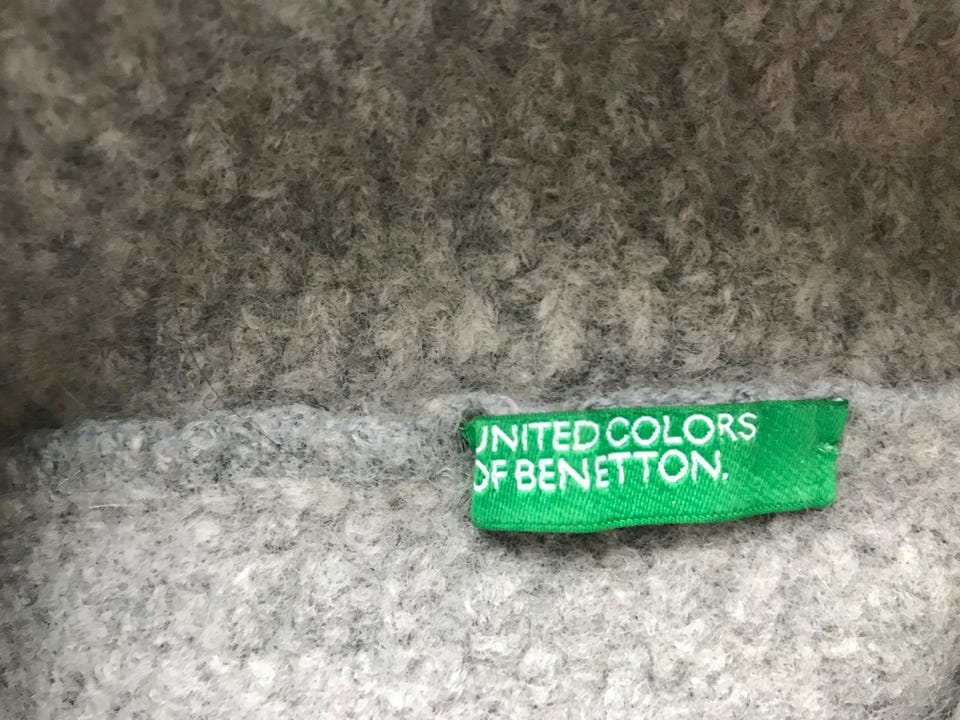 UNITED COLORS
OF BENETTON.